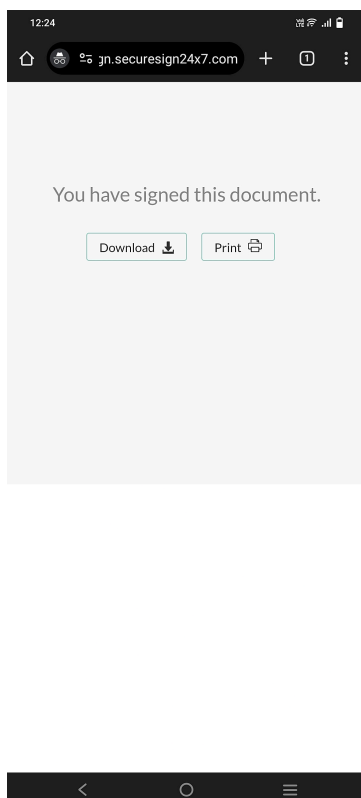 12:24
gn.securesign24x7.com
1
You have signed this document.
Download
Print